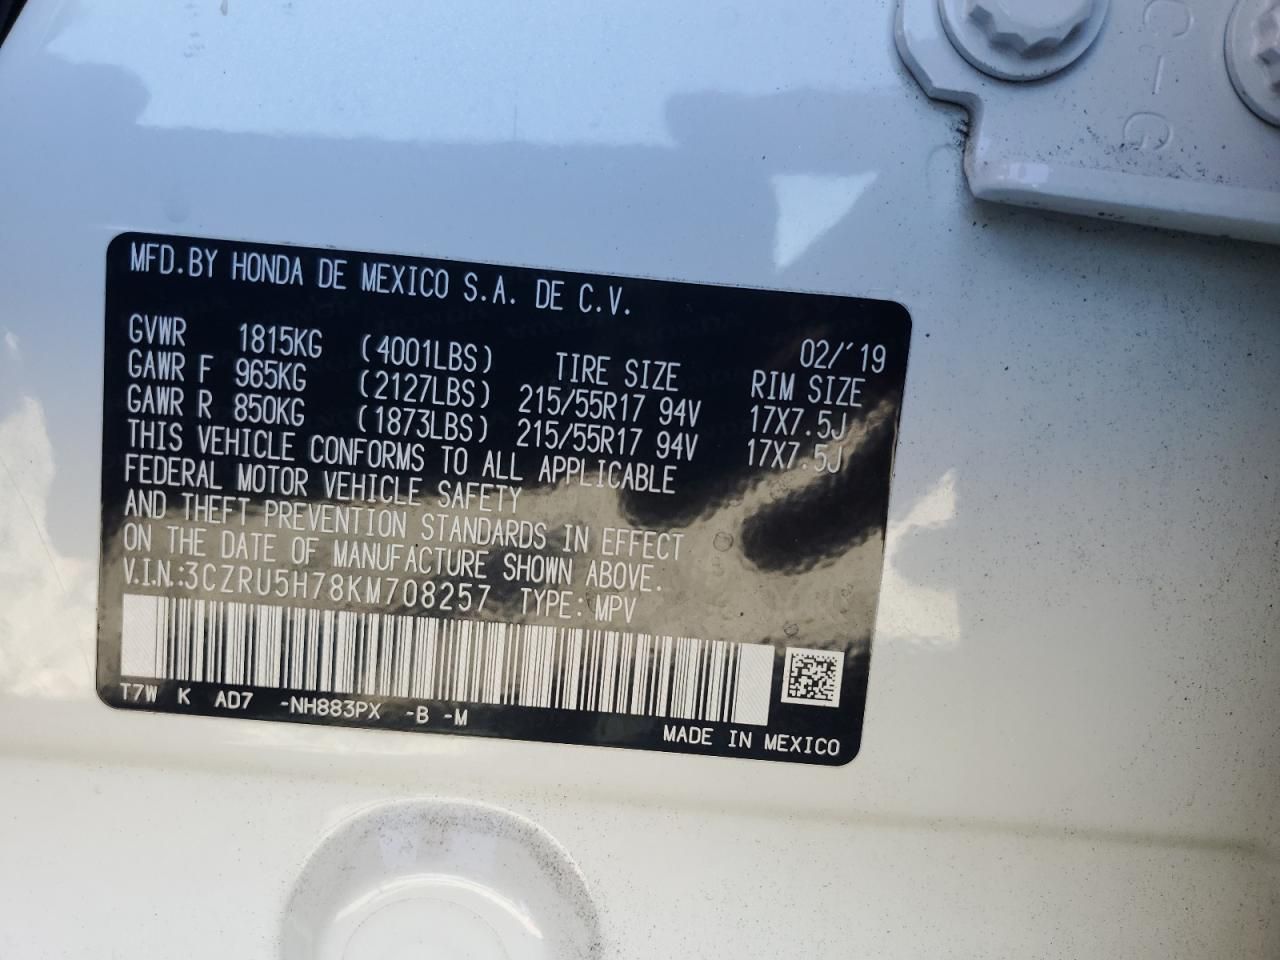 C-G
MFD.BY HONDA DE MEXICO S.A. DE C.V.
02/'19
GVWR 1815KG (4001LBS) TIRE SIZE RIM SIZE
GAWR F 965KG (2127LBS) 215/55R17 94V 17X7.5J
GAWR R 850KG (1873LBS) 215/55R17 94V 17X7.5J
THIS VEHICLE CONFORMS TO ALL APPLICABLE
FEDERAL MOTOR VEHICLE SAFETY
AND THEFT PREVENTION STANDARDS IN EFFECT
ON THE DATE OF MANUFACTURE SHOWN ABOVE.
V.I.N.:3CZRU5H78KM708257 TYPE: MPV
T7W K AD7 -NH883PX -B -M
MADE IN MEXICO